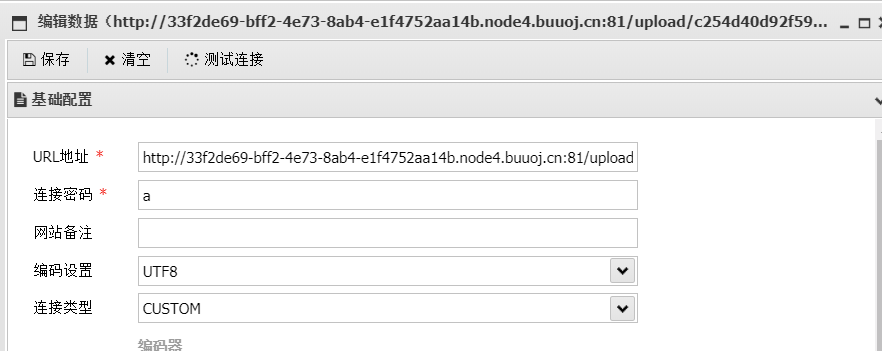 编辑数据（http://33f2de69-bff2-4e73-8ab4-e1f4752aa14b.node4.buuoj.cn:81/upload/c254d40d92f59...
保存 清空 测试连接
基础配置
URL地址 * http://33f2de69-bff2-4e73-8ab4-e1f4752aa14b.node4.buuoj.cn:81/upload
连接密码 * a
网站备注
编码设置 UTF8
连接类型 CUSTOM
编码器